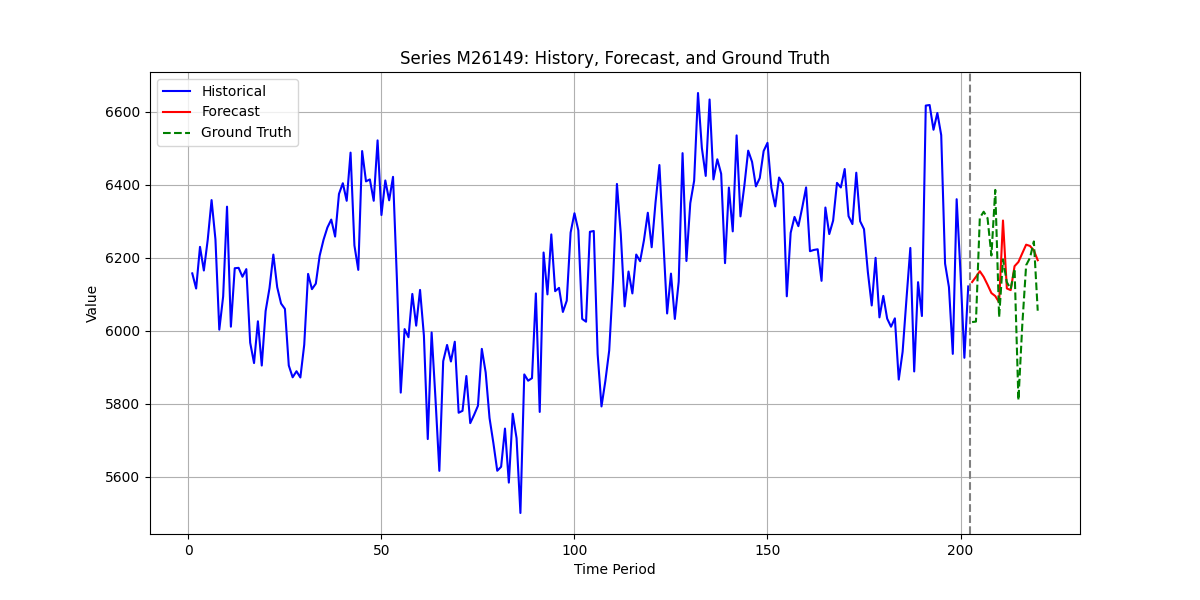 Series M26149: History, Forecast, and Ground Truth
Historical
Forecast
Ground Truth
6600
6400
6200
6000
5800
5600
Value
0 50 100 150 200
Time Period